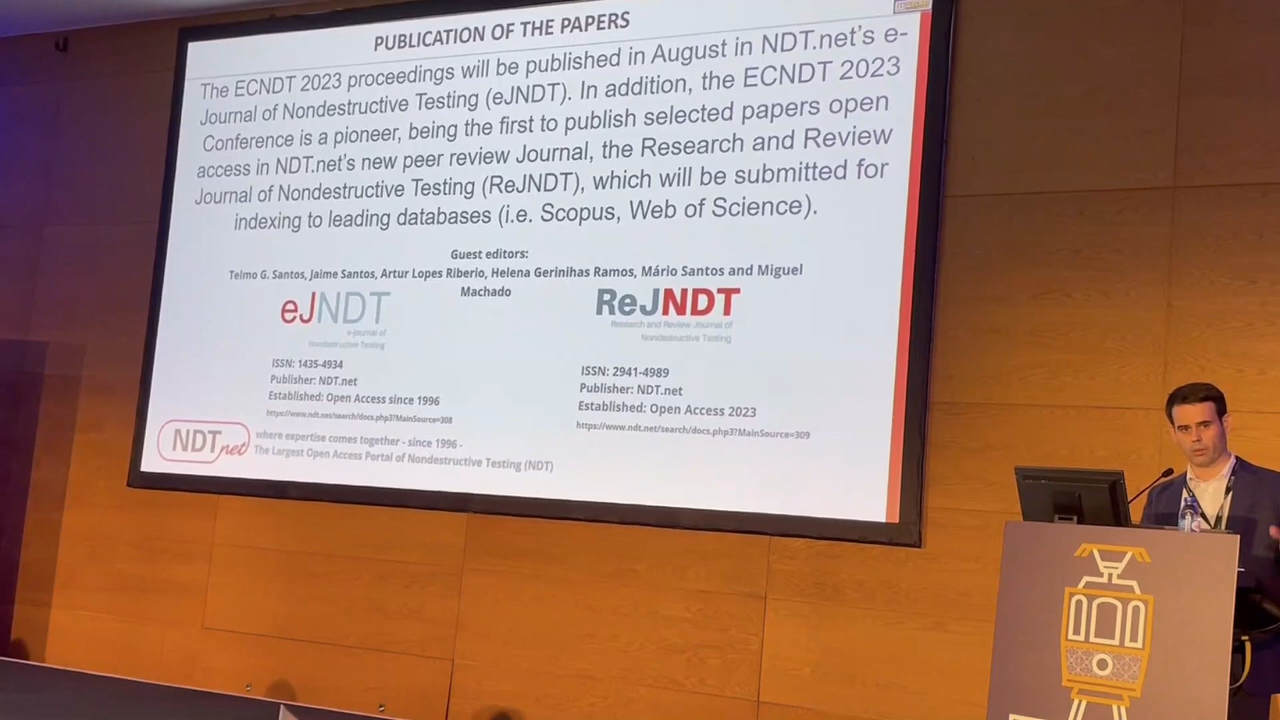 PUBLICATION OF THE PAPERS
The ECNDT 2023 proceedings will be published in August in NDT.net's e-
Journal of Nondestructive Testing (eJNDT). In addition, the ECNDT 2023
Conference is a pioneer, being the first to publish selected papers open
access in NDT.net's new peer review Journal, the Research and Review
Journal of Nondestructive Testing (ReJNDT), which will be submitted for
indexing to leading databases (i.e. Scopus, Web of Science).
Guest editors:
Telmo G. Santos, Jaime Santos, Artur Lopes Riberio, Helena Gerinihas Ramos, Mário Santos and Miguel
Machado
eJNDT
e-Journal of
Nondestructive Testing
ISSN: 1435-4934
Publisher: NDT.net
Established: Open Access since 1996
https://www.ndt.net/search/docs.php3?MainSource=308
ReJNDT
Research and Review Journal of
Nondestructive Testing
ISSN: 2941-4989
Publisher: NDT.net
Established: Open Access 2023
https://www.ndt.net/search/docs.php3?MainSource=309
NDT.net
where expertise comes together - since 1996 -
The Largest Open Access Portal of Nondestructive Testing (NDT)